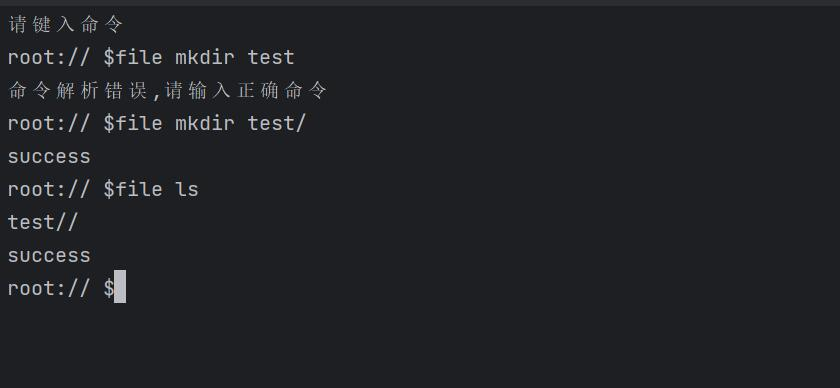 请键入命令
root:// $file mkdir test
命令解析错误,请输入正确命令
root:// $file mkdir test/
success
root:// $file ls
test//
success
root:// $